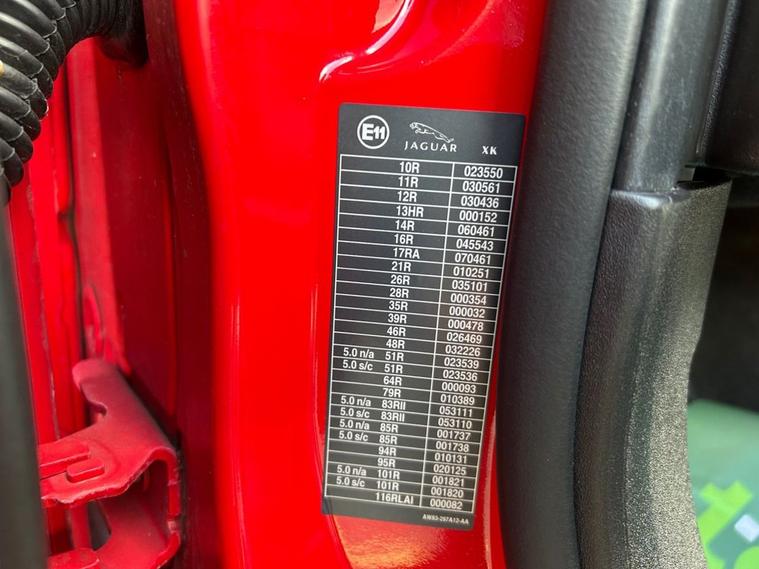 E11 JAGUAR XK
10R 023550
11R 030561
12R 030436
13HR 000152
14R 060461
16R 045543
17RA 070461
21R 010251
26R 035101
28R 000354
35R 000032
39R 000478
46R 026469
48R 032226
5.0 n/a 51R 023539
5.0 s/c 51R 023536
64R 000093
79R 010389
5.0 n/a 83RII 053111
5.0 s/c 83RII 053110
5.0 n/a 85R 001737
5.0 s/c 85R 001738
94R 010131
95R 020125
5.0 n/a 101R 001821
5.0 s/c 101R 001820
116RLAI 000082
AW93-297A12-AA